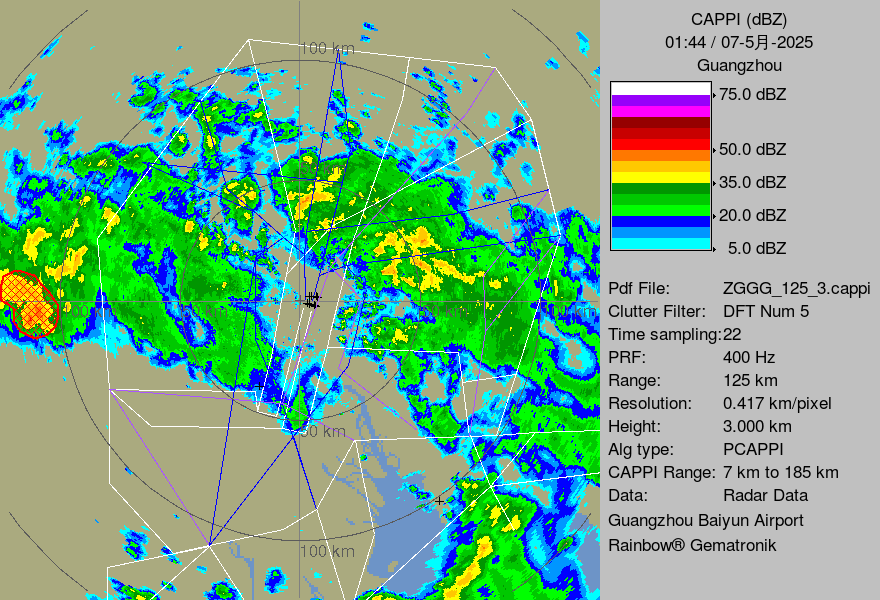 CAPPI (dBZ)
01:44 / 07-5月-2025
Guangzhou
75.0 dBZ
50.0 dBZ
35.0 dBZ
20.0 dBZ
5.0 dBZ
Pdf File: ZGGG_125_3.cappi
Clutter Filter: DFT Num 5
Time sampling:22
PRF: 400 Hz
Range: 125 km
Resolution: 0.417 km/pixel
Height: 3.000 km
Alg type: PCAPPI
CAPPI Range: 7 km to 185 km
Data: Radar Data
Guangzhou Baiyun Airport
Rainbow® Gematronik
100 km
50 km
100 km